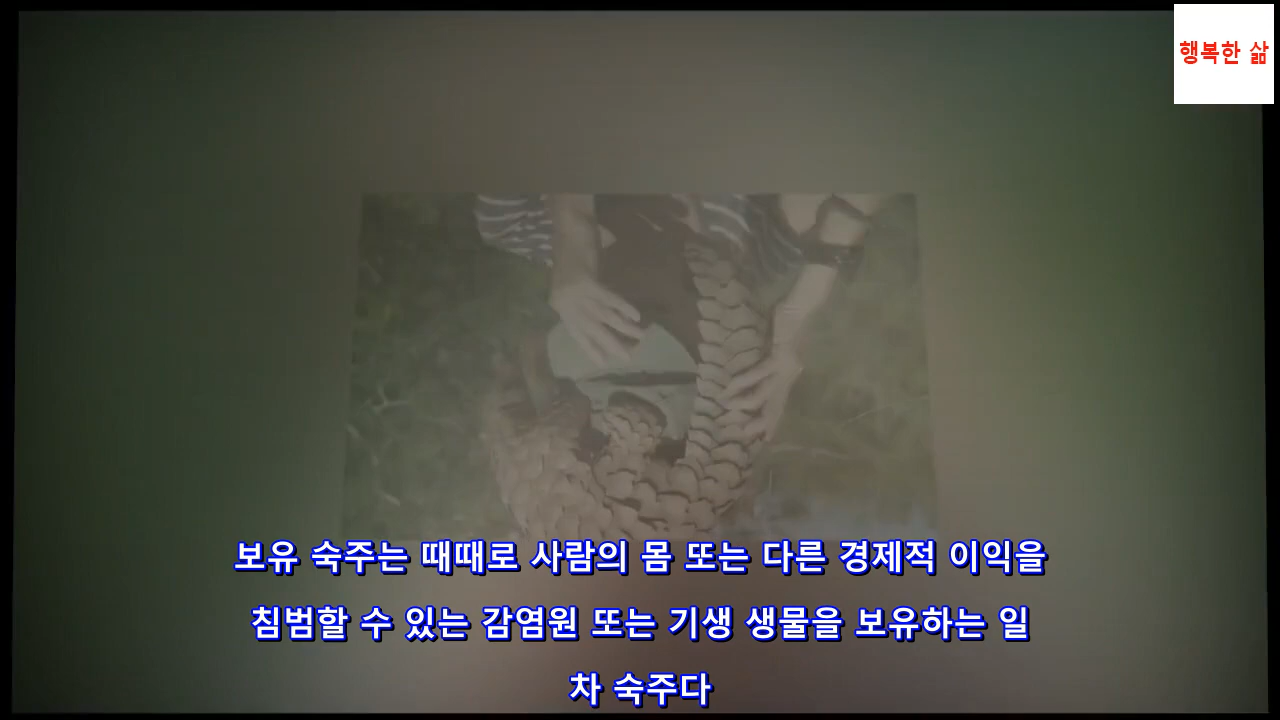 행복한 삶
보유 숙주는 때때로 사람의 몸 또는 다른 경제적 이익을
침범할 수 있는 감염원 또는 기생 생물을 보유하는 일
차 숙주다